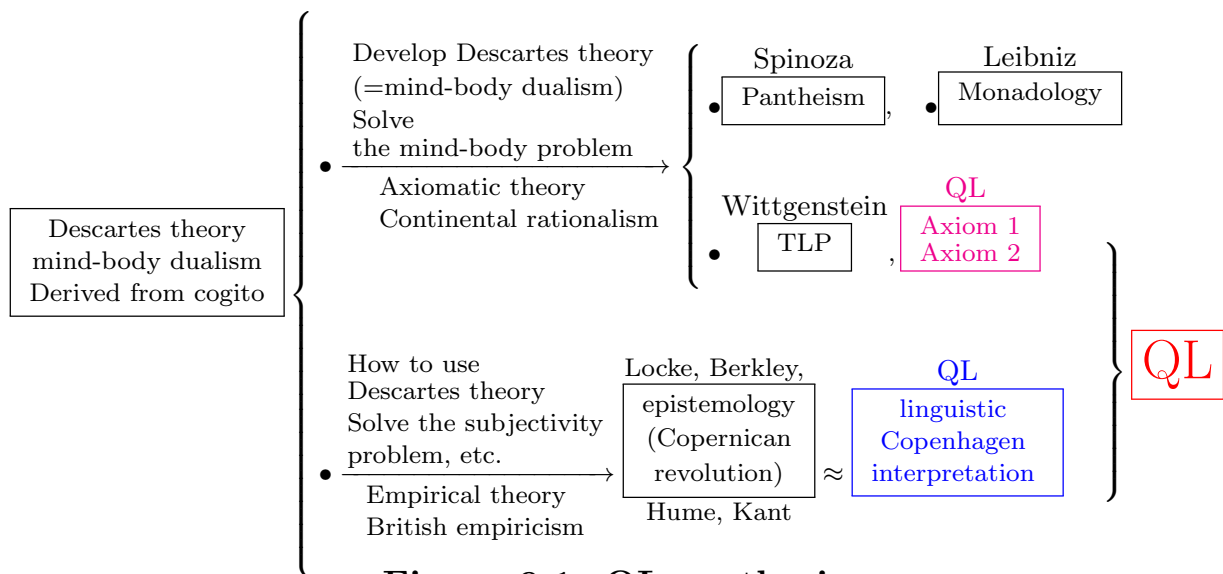 Descartes theory
mind-body dualism
Derived from cogito
Develop Descartes theory
(=mind-body dualism)
Solve
the mind-body problem
Axiomatic theory
Continental rationalism
Spinoza
• Pantheism ,
Leibniz
• Monadology
Wittgenstein
• TLP ,
QL
Axiom 1
Axiom 2
How to use
Descartes theory
Solve the subjectivity
problem, etc.
Empirical theory
British empiricism
Locke, Berkley,
epistemology
(Copernican
revolution)
Hume, Kant
≈
QL
linguistic
Copenhagen
interpretation
QL